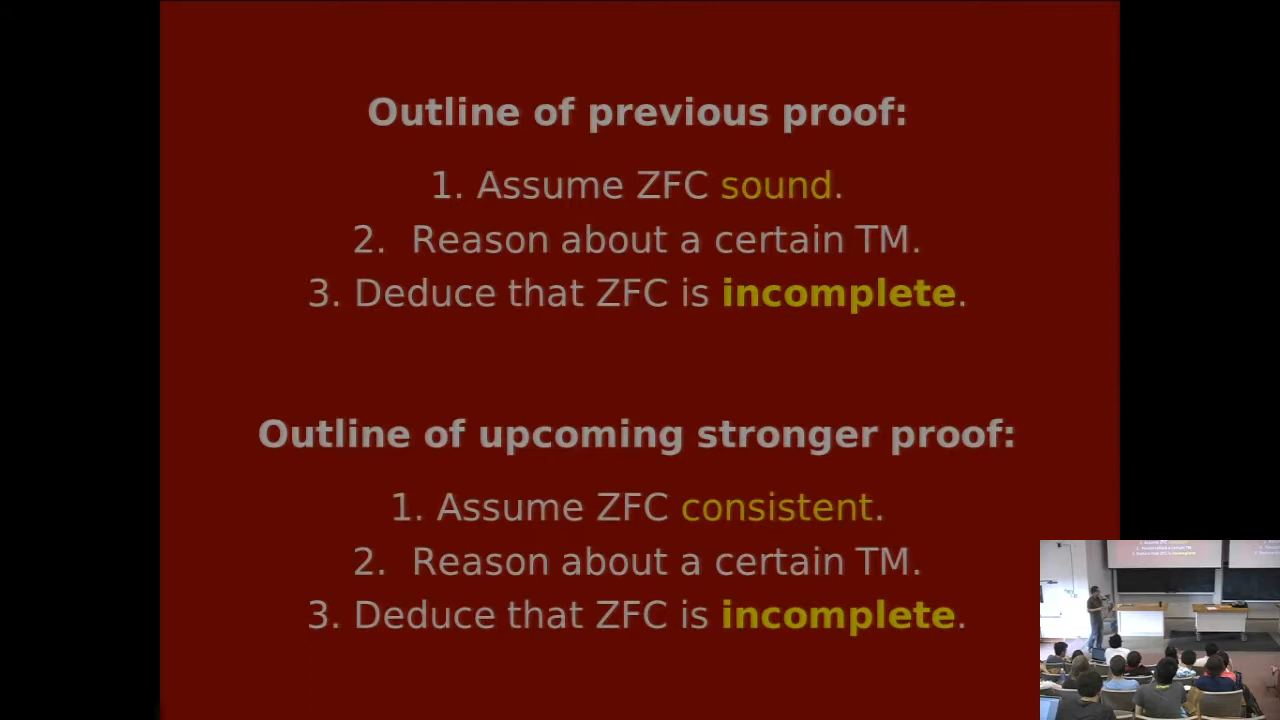 Outline of previous proof:
1. Assume ZFC sound.
2. Reason about a certain TM.
3. Deduce that ZFC is incomplete.
Outline of upcoming stronger proof:
1. Assume ZFC consistent.
2. Reason about a certain TM.
3. Deduce that ZFC is incomplete.